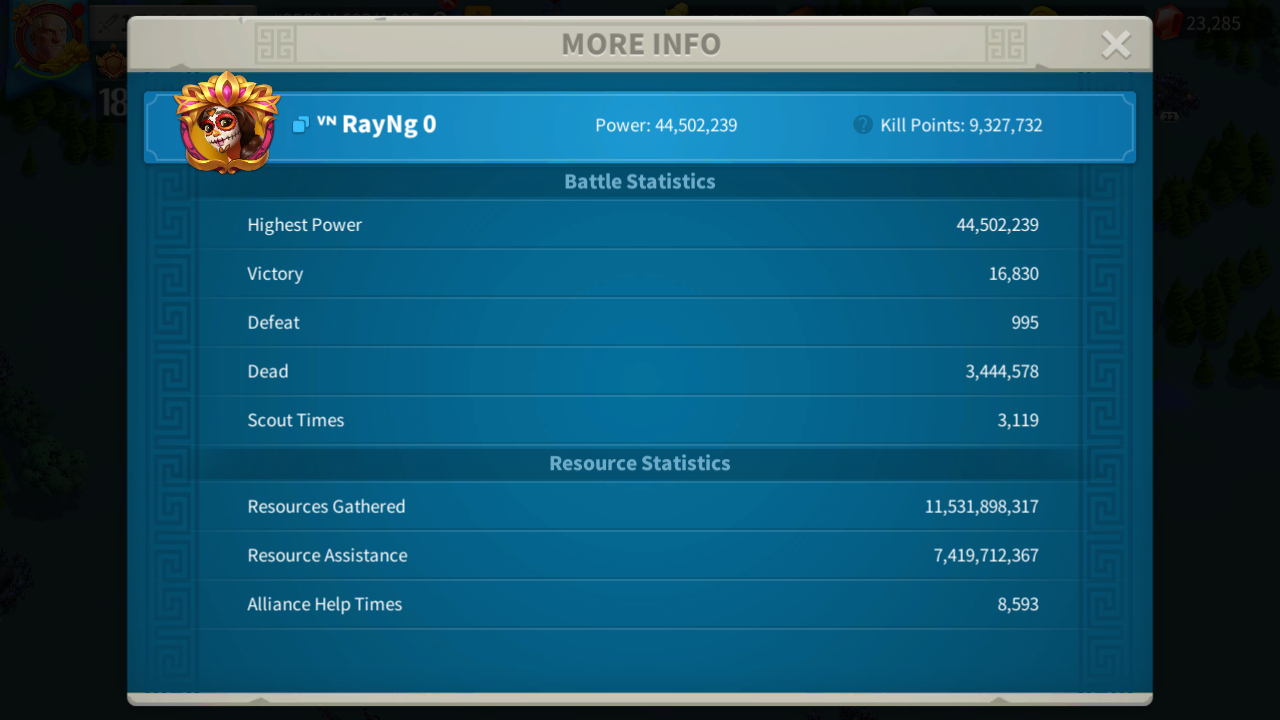 MORE INFO
23,285
18
ⱽᴺ RayNg 0
Power: 44,502,239
? Kill Points: 9,327,732
Battle Statistics
Highest Power 44,502,239
Victory 16,830
Defeat 995
Dead 3,444,578
Scout Times 3,119
Resource Statistics
Resources Gathered 11,531,898,317
Resource Assistance 7,419,712,367
Alliance Help Times 8,593
22